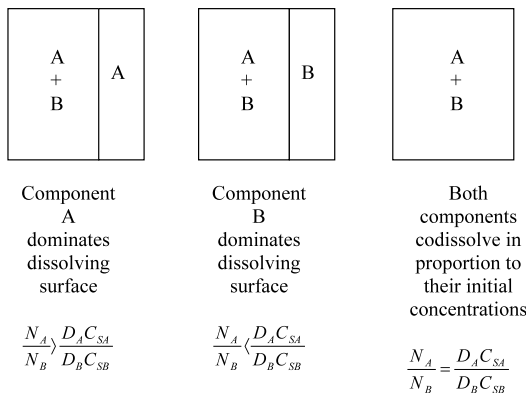 A
+
B
A
A
+
B
B
A
+
B
Component
A
dominates
dissolving
surface
N_A/N_B ⟩ D_A C_SA/D_B C_SB
Component
B
dominates
dissolving
surface
N_A/N_B ⟨ D_A C_SA/D_B C_SB
Both
components
codissolve in
proportion to
their initial
concentrations
N_A/N_B = D_A C_SA/D_B C_SB